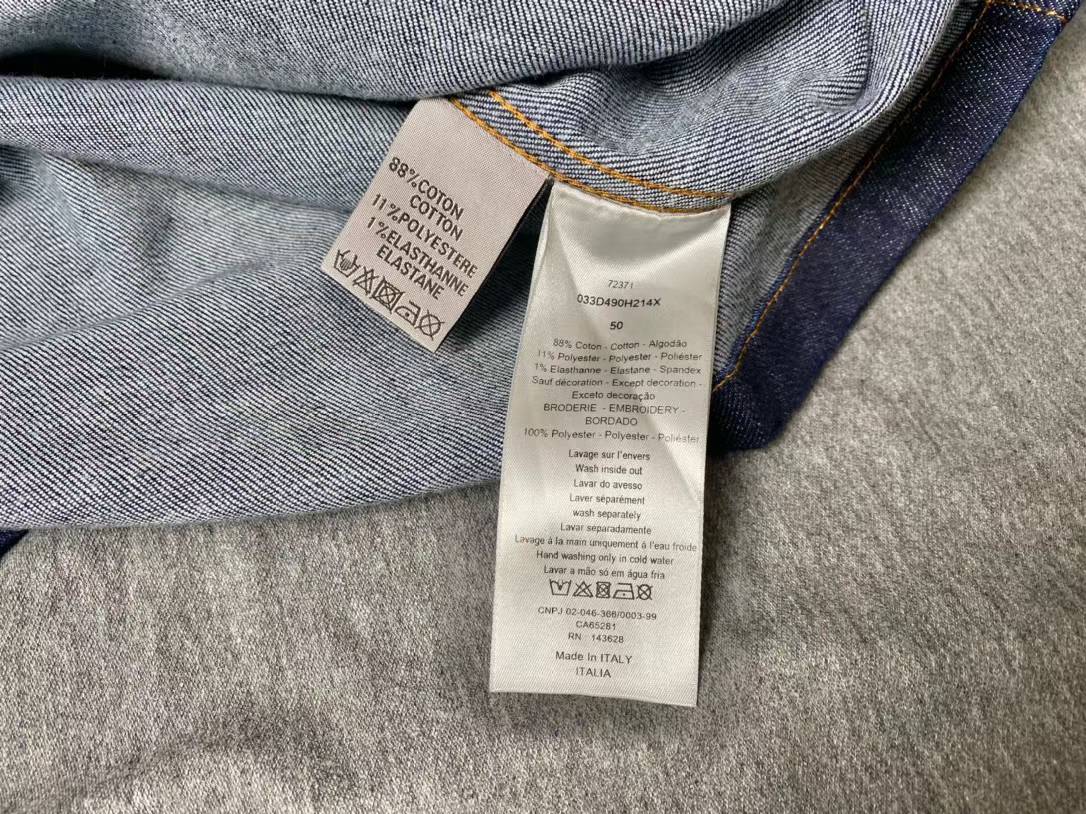 88%COTON
COTTON
11%POLYESTERE
1%ELASTHANNE
ELASTANE
72371
033D490H214X
50
88% Coton - Cotton - Algodão
11% Polyester - Polyester - Poliéster
1% Elasthanne - Elastane - Spandex
Sauf décoration - Except decoration -
Exceto decoração
BRODERIE - EMBROIDERY -
BORDADO
100% Polyester - Polyester - Poliéster
Lavage sur l'envers
Wash inside out
Lavar do avesso
Laver séparément
wash separately
Lavar separadamente
Lavage à la main uniquement à l'eau froide
Hand washing only in cold water
Lavar a mão só em água fria
CNPJ 02-046-366/0003-99
CA65281
RN 143628
Made In ITALY
ITALIA